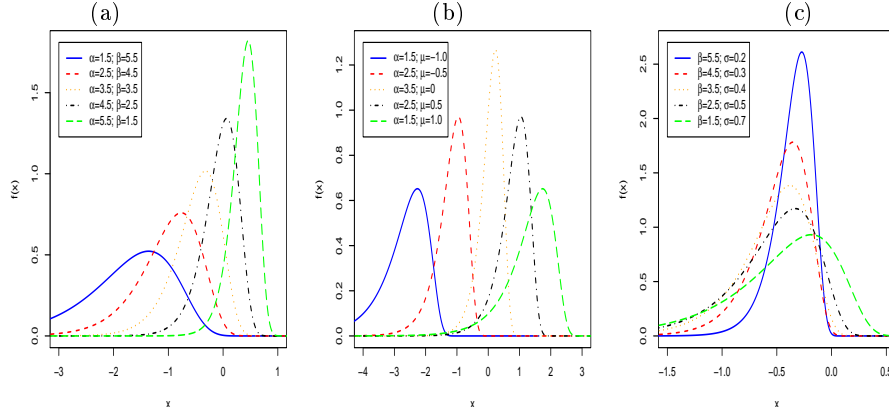 (a)
f(x)
0.0 0.5 1.0 1.5
α=1.5; β=5.5
α=2.5; β=4.5
α=3.5; β=3.5
α=4.5; β=2.5
α=5.5; β=1.5
−3 −2 −1 0 1
x
(b)
f(x)
0.0 0.2 0.4 0.6 0.8 1.0 1.2
α=1.5; μ=−1.0
α=2.5; μ=−0.5
α=3.5; μ=0
α=2.5; μ=0.5
α=1.5; μ=1.0
−4 −3 −2 −1 0 1 2 3
x
(c)
f(x)
0.0 0.5 1.0 1.5 2.0 2.5
β=5.5; σ=0.2
β=4.5; σ=0.3
β=3.5; σ=0.4
β=2.5; σ=0.5
β=1.5; σ=0.7
−1.5 −1.0 −0.5 0.0 0.5
x